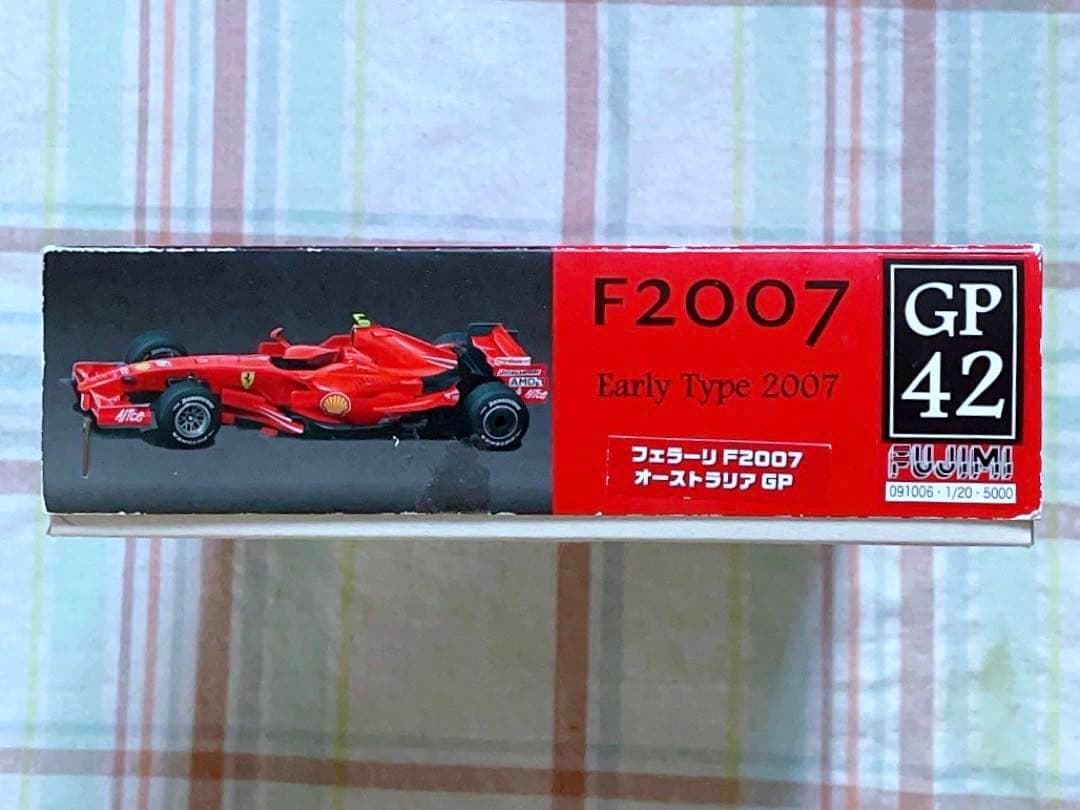 F2007
Early Type 2007
フェラーリ F2007
オーストラリア GP
GP
42
FUJIMI
091006・1/20・5000
AMD